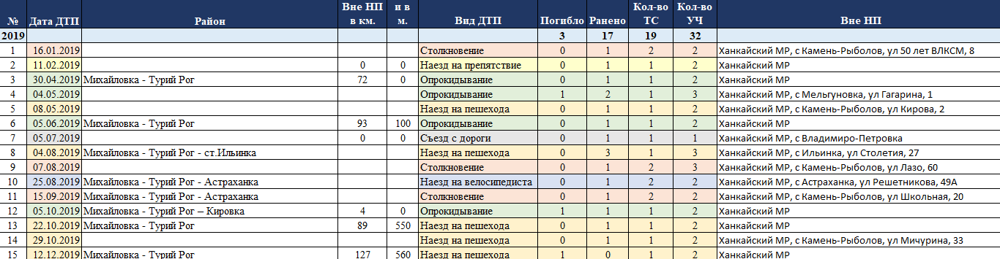 № Дата ДТП Район Вне НП в км. и в м. Вид ДТП Погибло Ранено Кол-во ТС Кол-во УЧ Вне НП
2019 3 17 19 32
1 16.01.2019 Столкновение 0 1 2 2 Ханкайский МР, с Камень-Рыболов, ул 50 лет ВЛКСМ, 8
2 11.02.2019 0 0 Наезд на препятствие 0 1 1 2 Ханкайский МР
3 30.04.2019 Михайловка - Турий Рог 72 0 Опрокидывание 0 1 1 2 Ханкайский МР
4 04.05.2019 Опрокидывание 1 2 1 3 Ханкайский МР, с Мельгуновка, ул Гагарина, 1
5 08.05.2019 Наезд на пешехода 0 1 1 2 Ханкайский МР, с Камень-Рыболов, ул Кирова, 2
6 05.06.2019 Михайловка - Турий Рог 93 100 Опрокидывание 0 1 1 2 Ханкайский МР
7 05.07.2019 0 0 Съезд с дороги 0 1 1 1 Ханкайский МР, с Владимиро-Петровка
8 04.08.2019 Михайловка - Турий Рог - ст.Ильинка Наезд на пешехода 0 3 1 3 Ханкайский МР, с Ильинка, ул Столетия, 27
9 07.08.2019 Столкновение 0 1 2 3 Ханкайский МР, с Камень-Рыболов, ул Лазо, 60
10 25.08.2019 Михайловка - Турий Рог - Астраханка Наезд на велосипедиста 0 1 2 2 Ханкайский МР, с Астраханка, ул Решетникова, 49А
11 15.09.2019 Михайловка - Турий Рог - Астраханка Столкновение 0 1 2 2 Ханкайский МР, с Камень-Рыболов, ул Школьная, 20
12 05.10.2019 Михайловка - Турий Рог – Кировка 4 0 Опрокидывание 1 1 1 2 Ханкайский МР
13 22.10.2019 Михайловка - Турий Рог 89 550 Наезд на пешехода 0 1 1 2 Ханкайский МР
14 29.10.2019 Наезд на пешехода 0 1 1 2 Ханкайский МР, с Камень-Рыболов, ул Мичурина, 33
15 12.12.2019 Михайловка - Турий Рог 127 560 Наезд на пешехода 1 0 1 2 Ханкайский МР